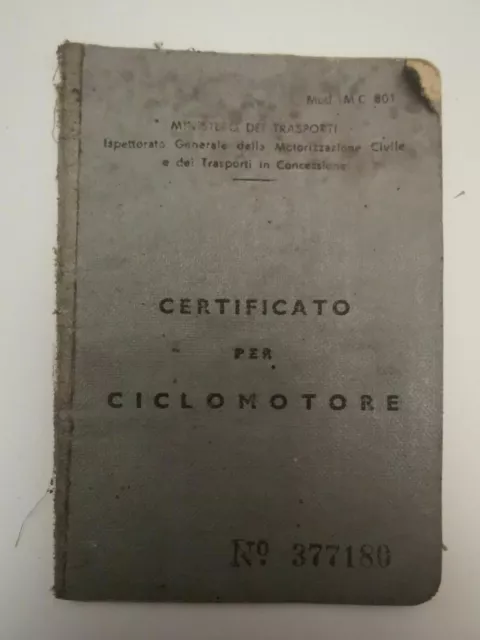 Mod. M.C. 801
MINISTERO DEI TRASPORTI
Ispettorato Generale della Motorizzazione Civile
e dei Trasporti in Concessione
CERTIFICATO
PER
CICLOMOTORE
Nº 377180